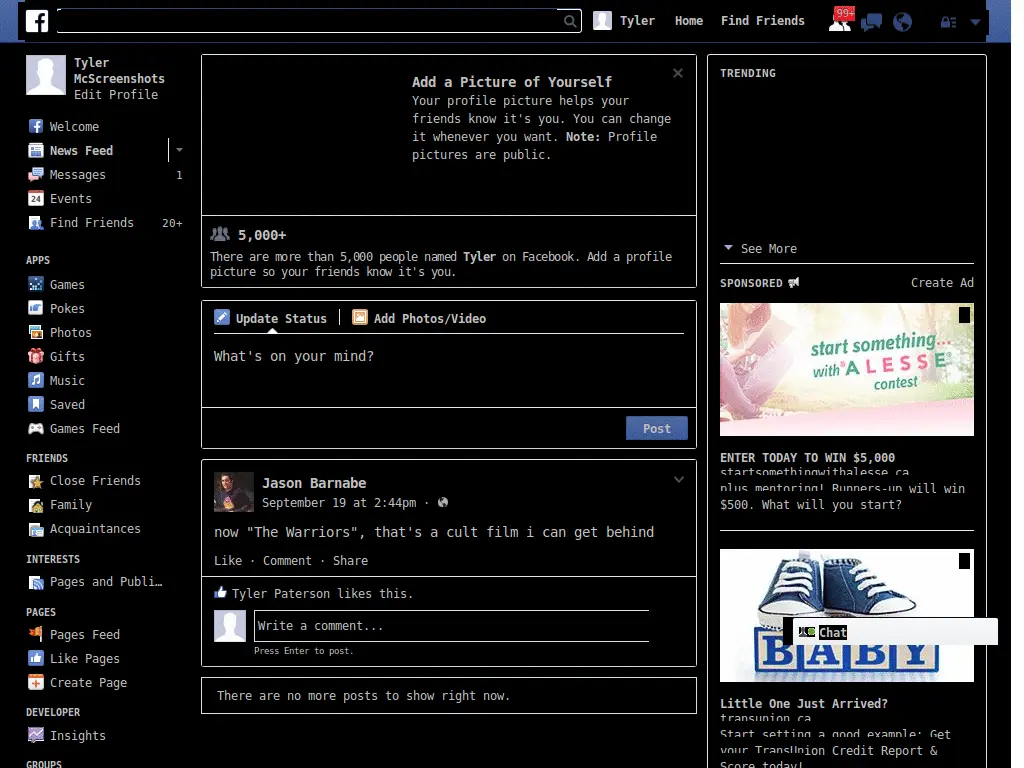 Tyler
Home
Find Friends
99+
Tyler
McScreenshots
Edit Profile
Welcome
News Feed
Messages 1
Events
24
Find Friends 20+
APPS
Games
Pokes
Photos
Gifts
Music
Saved
Games Feed
FRIENDS
Close Friends
Family
Acquaintances
INTERESTS
Pages and Publi…
PAGES
Pages Feed
Like Pages
Create Page
DEVELOPER
Insights
GROUPS
Add a Picture of Yourself
Your profile picture helps your
friends know it's you. You can change
it whenever you want. Note: Profile
pictures are public.
5,000+
There are more than 5,000 people named Tyler on Facebook. Add a profile
picture so your friends know it's you.
Update Status
Add Photos/Video
What's on your mind?
Post
Jason Barnabe
September 19 at 2:44pm ·
now "The Warriors", that's a cult film i can get behind
Like · Comment · Share
Tyler Paterson likes this.
Write a comment...
Press Enter to post.
There are no more posts to show right now.
TRENDING
See More
SPONSORED
Create Ad
start something...
with ALESSE®
contest
ENTER TODAY TO WIN $5,000
startsomethingwithalesse.ca
plus mentoring! Runners-up will win
$500. What will you start?
BABY
Chat
Little One Just Arrived?
transunion.ca
Start setting a good example: Get
your TransUnion Credit Report &
Score today!